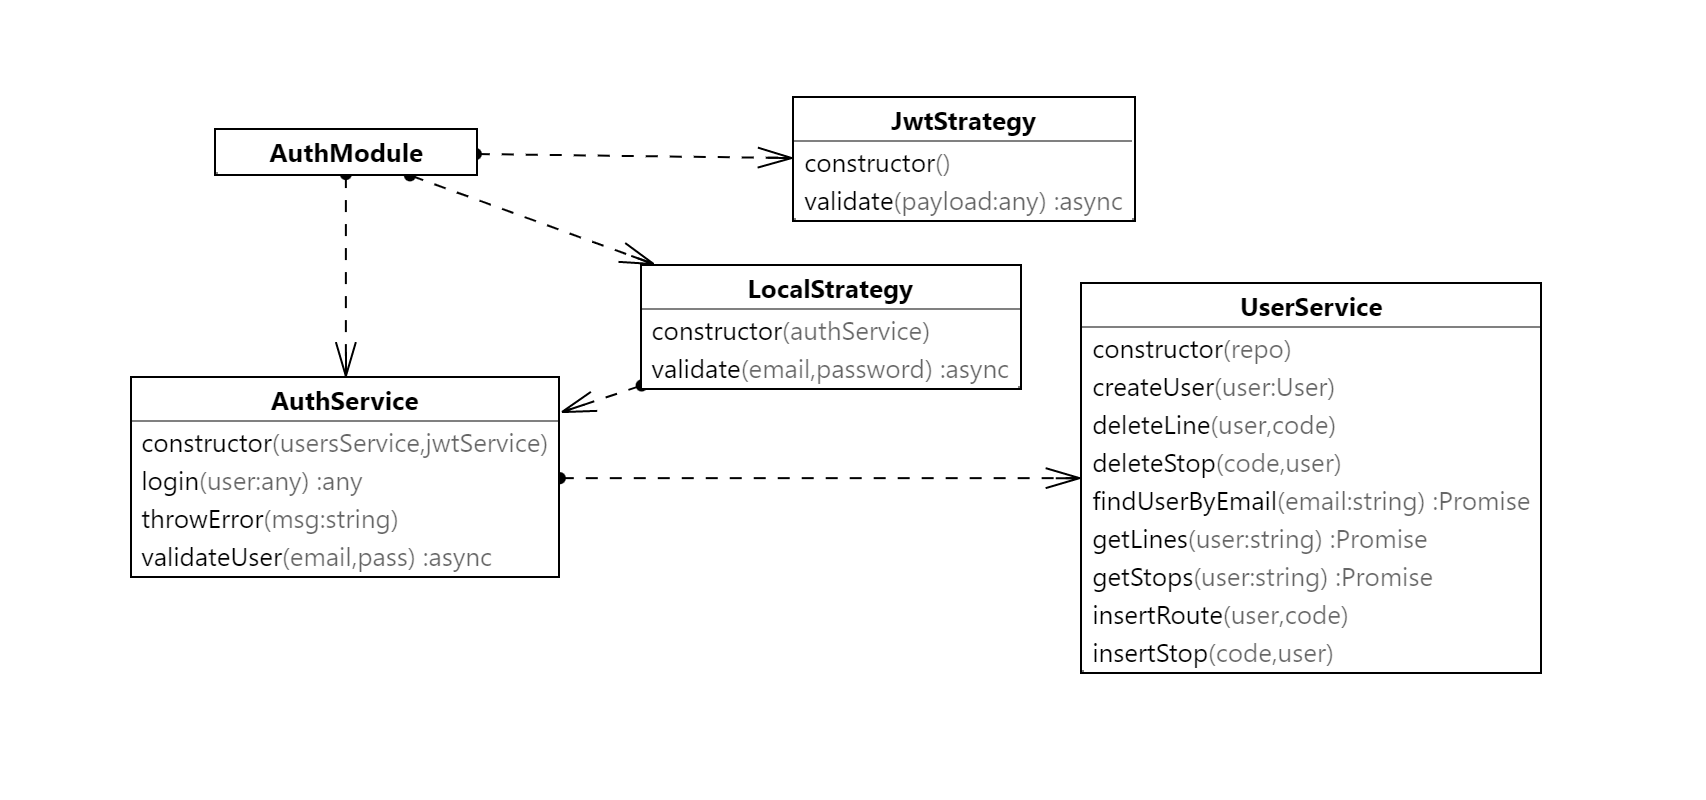 AuthModule
JwtStrategy
constructor()
validate(payload:any) :async
LocalStrategy
constructor(authService)
validate(email,password) :async
UserService
constructor(repo)
createUser(user:User)
deleteLine(user,code)
deleteStop(code,user)
findUserByEmail(email:string) :Promise
getLines(user:string) :Promise
getStops(user:string) :Promise
insertRoute(user,code)
insertStop(code,user)
AuthService
constructor(usersService,jwtService)
login(user:any) :any
throwError(msg:string)
validateUser(email,pass) :async